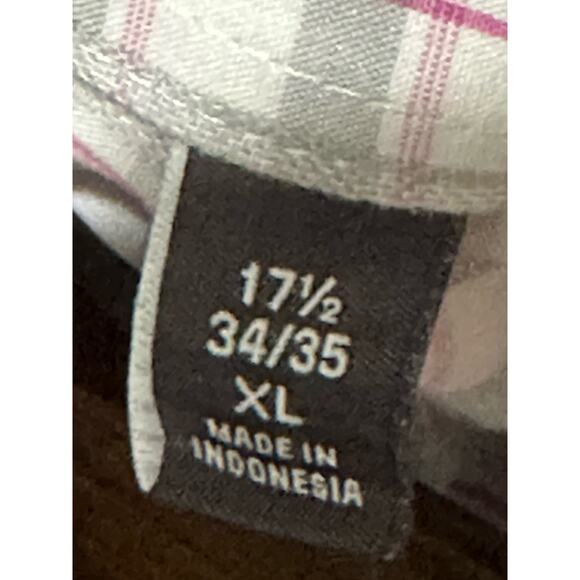 17½
34/35
XL
MADE IN
INDONESIA